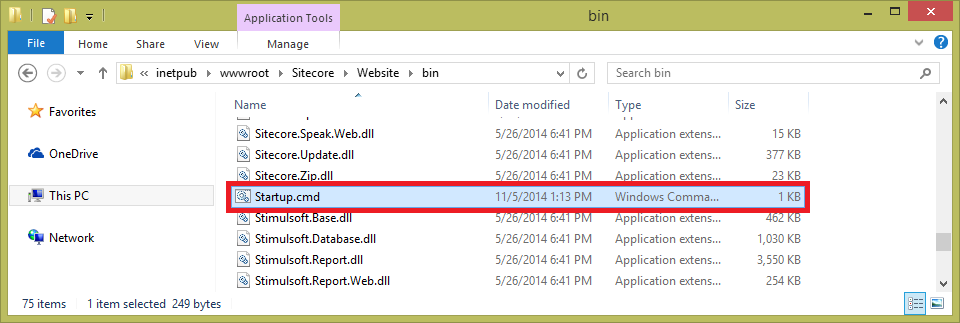 Application Tools
bin
File Home Share View Manage
« inetpub › wwwroot › Sitecore › Website › bin
Search bin
Name Date modified Type Size
Favorites
OneDrive
This PC
Network
Sitecore.Speak.Web.dll 5/26/2014 6:41 PM Application extens... 15 KB
Sitecore.Update.dll 5/26/2014 6:41 PM Application extens... 377 KB
Sitecore.Zip.dll 5/26/2014 6:41 PM Application extens... 23 KB
Startup.cmd 11/5/2014 1:13 PM Windows Comma... 1 KB
Stimulsoft.Base.dll 5/26/2014 6:41 PM Application extens... 462 KB
Stimulsoft.Database.dll 5/26/2014 6:41 PM Application extens... 1,030 KB
Stimulsoft.Report.dll 5/26/2014 6:41 PM Application extens... 3,550 KB
Stimulsoft.Report.Web.dll 5/26/2014 6:41 PM Application extens... 254 KB
75 items 1 item selected 249 bytes